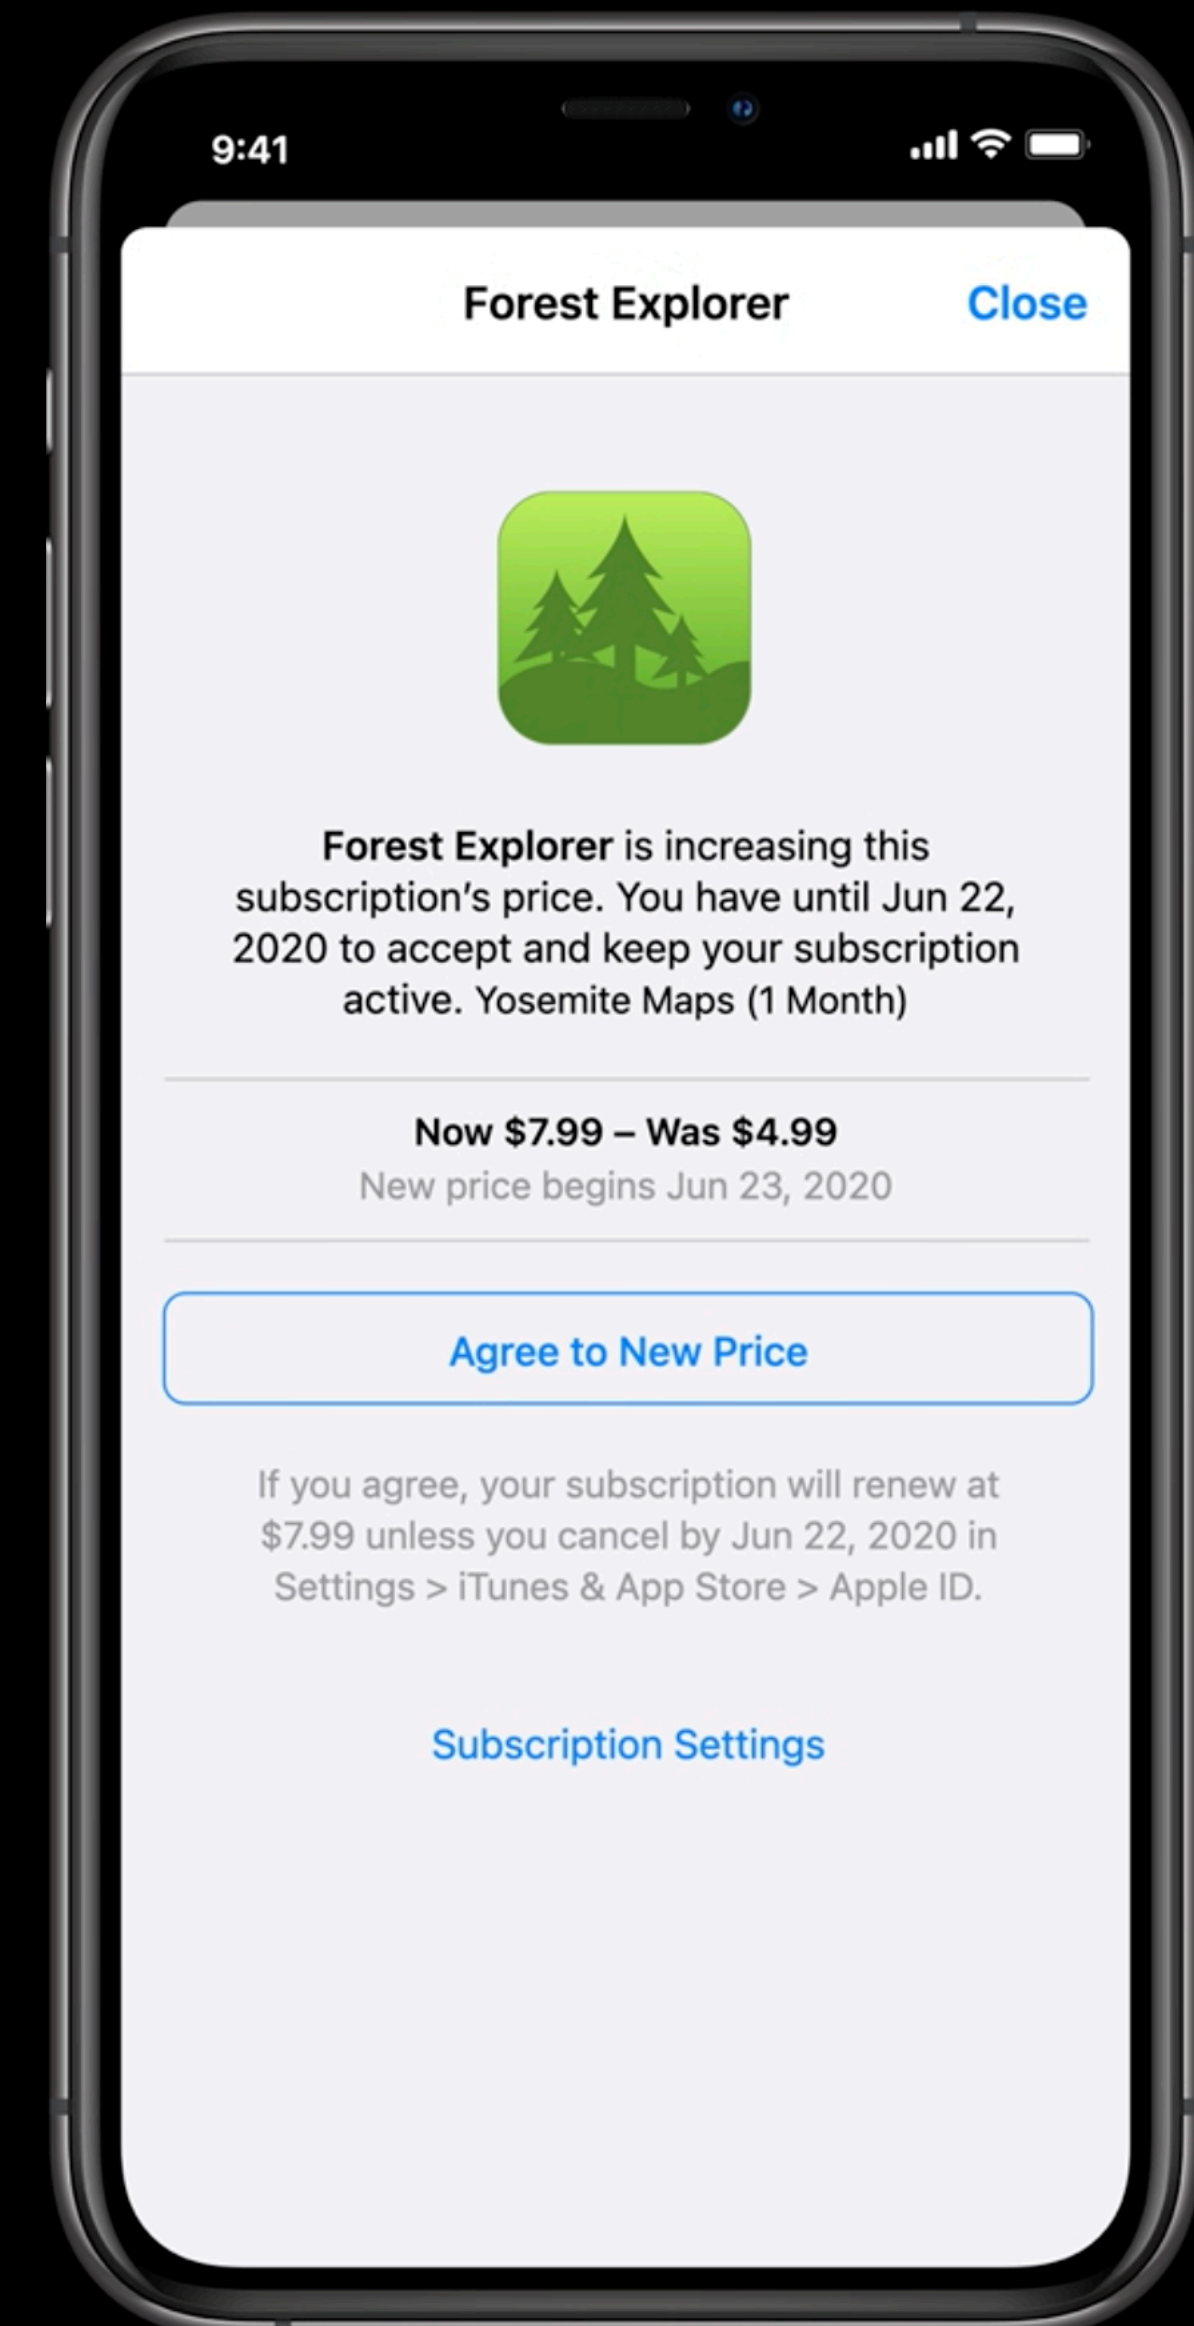 9:41
Forest Explorer
Close
Forest Explorer is increasing this
subscription's price. You have until Jun 22,
2020 to accept and keep your subscription
active. Yosemite Maps (1 Month)
Now $7.99 – Was $4.99
New price begins Jun 23, 2020
Agree to New Price
If you agree, your subscription will renew at
$7.99 unless you cancel by Jun 22, 2020 in
Settings > iTunes & App Store > Apple ID.
Subscription Settings